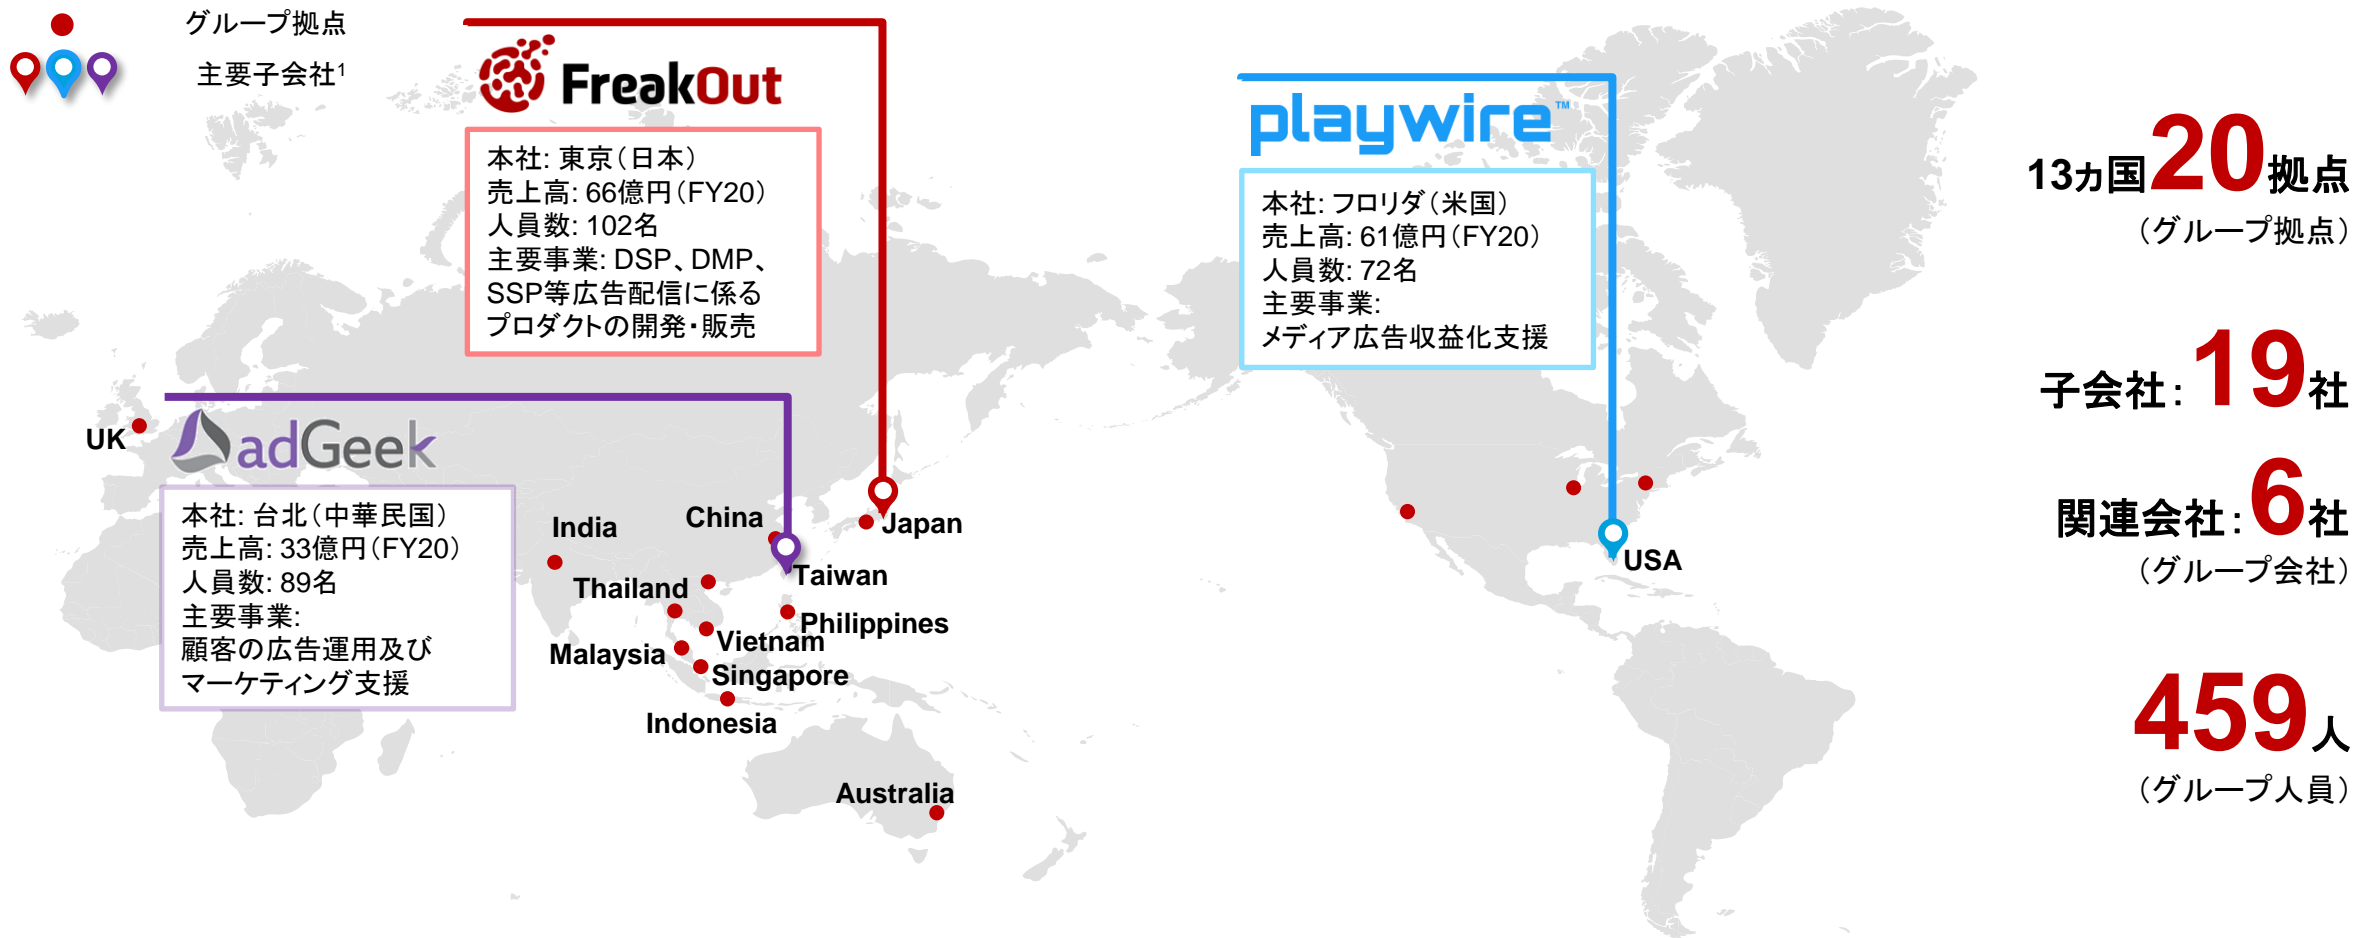 グループ拠点
主要子会社1
FreakOut
本社: 東京（日本）
売上高: 66億円（FY20）
人員数: 102名
主要事業: DSP、DMP、
SSP等広告配信に係る
プロダクトの開発・販売
playwire™
本社: フロリダ（米国）
売上高: 61億円（FY20）
人員数: 72名
主要事業:
メディア広告収益化支援
adGeek
本社: 台北（中華民国）
売上高: 33億円（FY20）
人員数: 89名
主要事業:
顧客の広告運用及び
マーケティング支援
UK
India
China
Japan
Thailand
Taiwan
Philippines
Vietnam
Malaysia
Singapore
Indonesia
Australia
USA
13ヵ国20拠点
（グループ拠点）
子会社：19社
関連会社：6社
（グループ会社）
459人
（グループ人員）